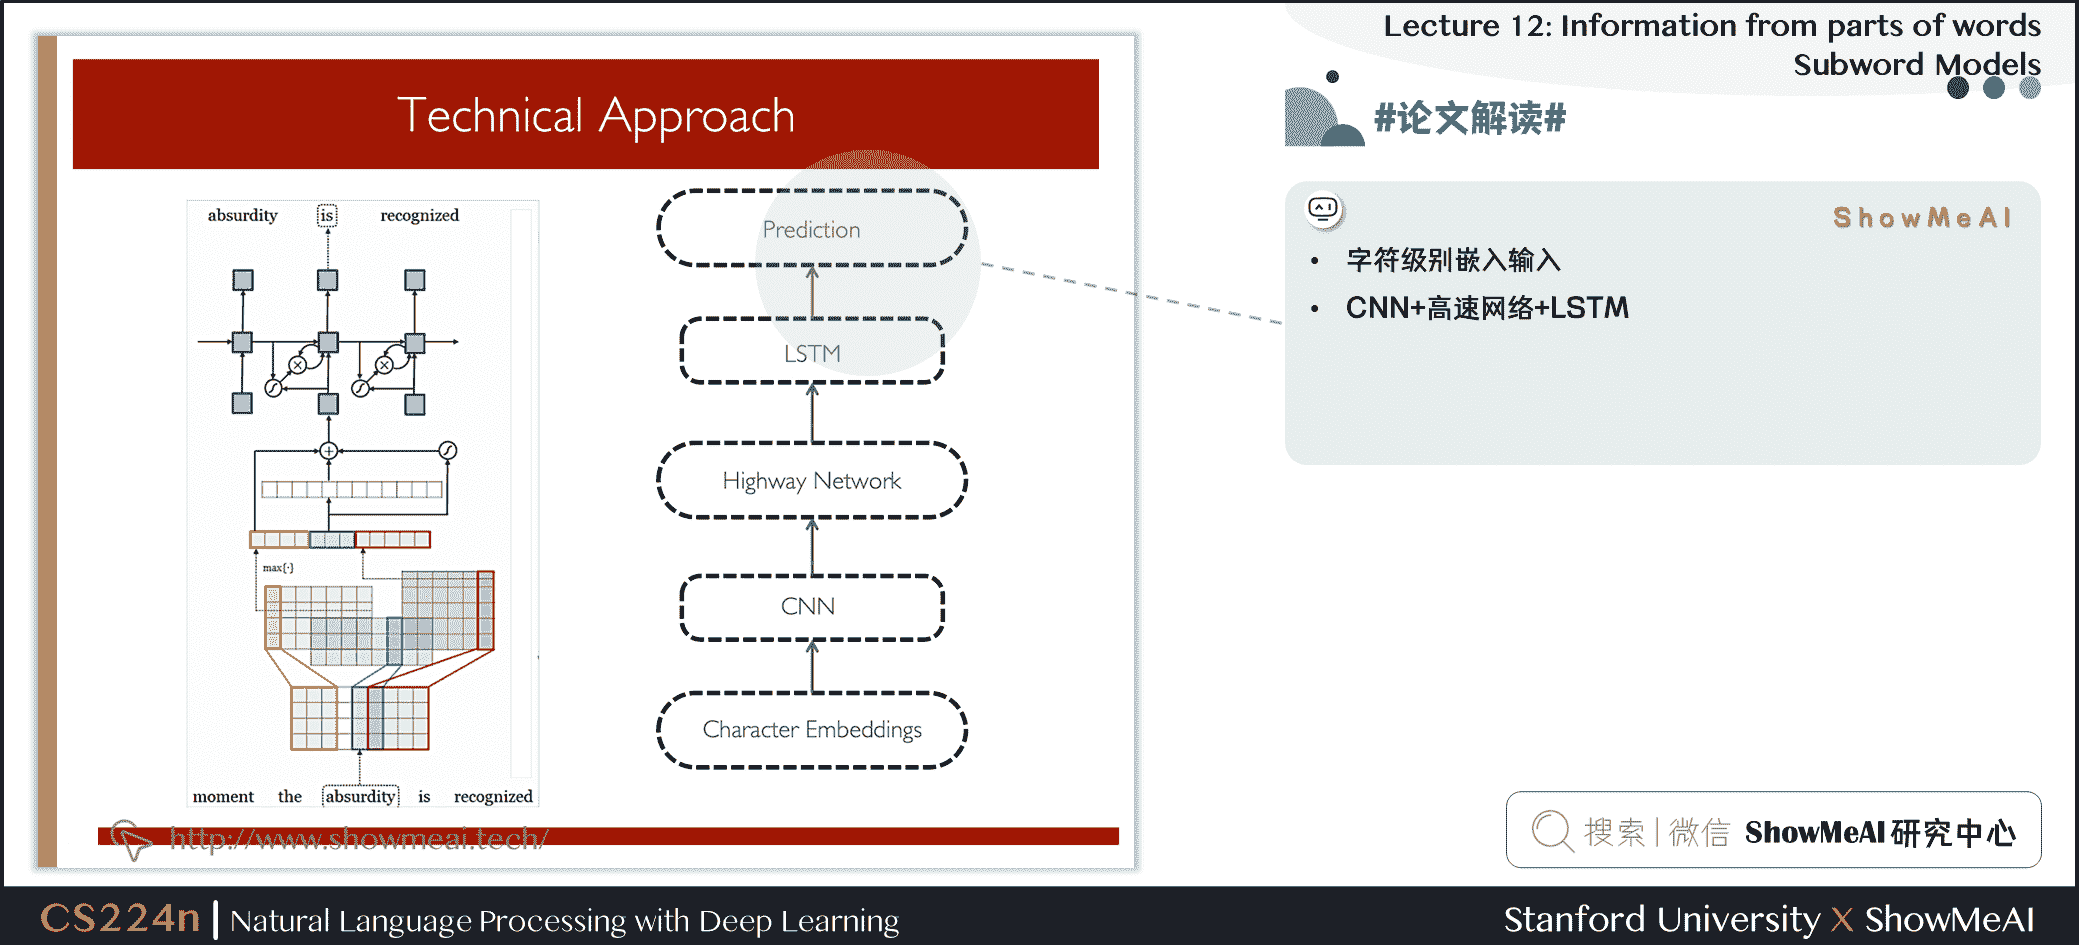 Lecture 12: Information from parts of words
Subword Models
#论文解读#
Technical Approach
absurdity is recognized
max{·}
moment the absurdity is recognized
Prediction
LSTM
Highway Network
CNN
Character Embeddings
http://www.showmeai.tech/
ShowMeAI
• 字符级别嵌入输入
• CNN+高速网络+LSTM
搜索|微信 ShowMeAI 研究中心
CS224n | Natural Language Processing with Deep Learning
Stanford University X ShowMeAI